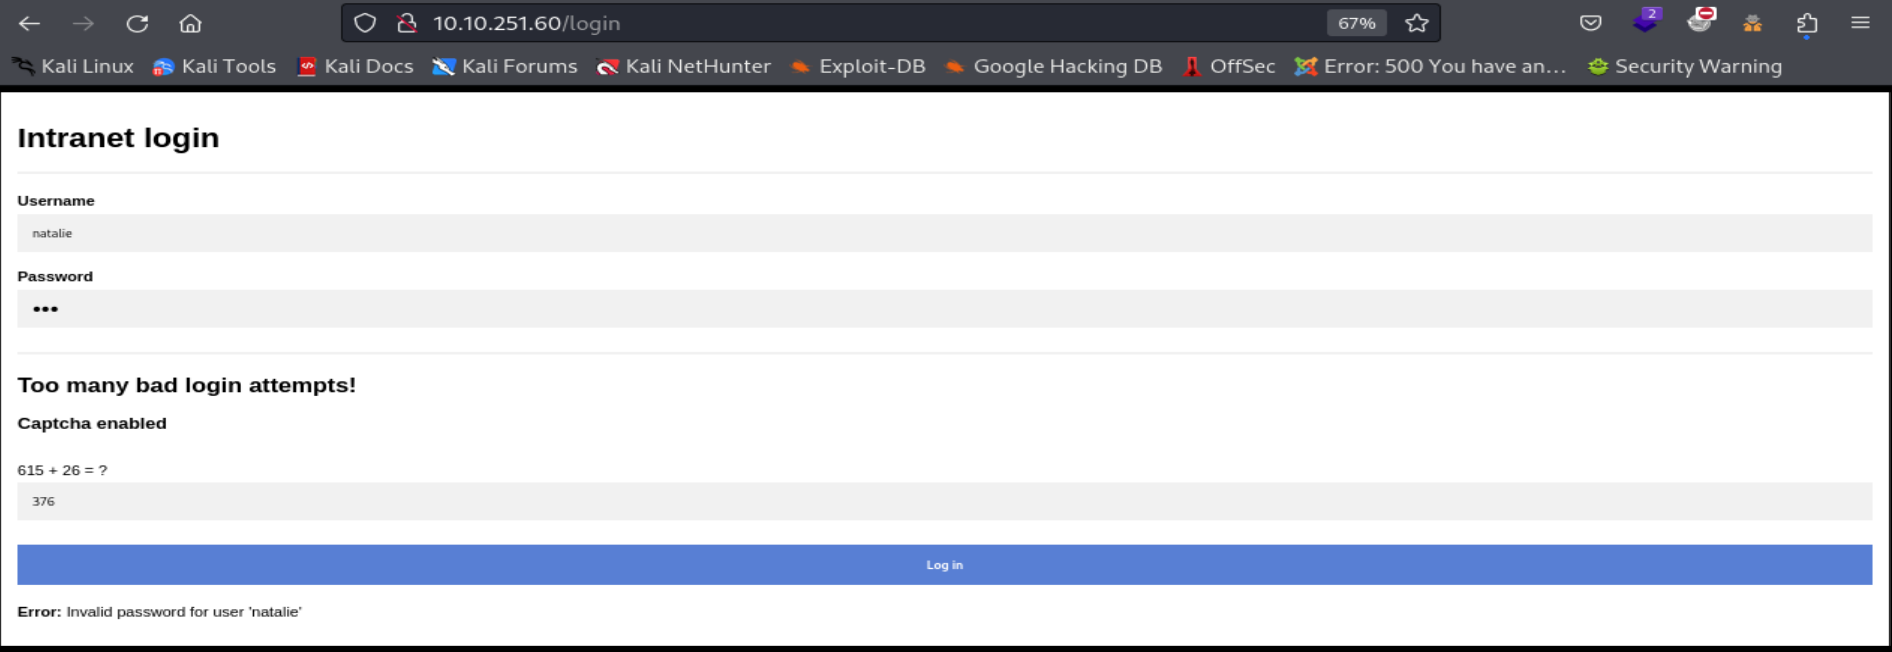 10.10.251.60/login 67% 2
Kali Linux Kali Tools Kali Docs Kali Forums Kali NetHunter Exploit-DB Google Hacking DB OffSec Error: 500 You have an... Security Warning
Intranet login
Username
natalie
Password
•••
Too many bad login attempts!
Captcha enabled
615 + 26 = ?
376
Log in
Error: Invalid password for user 'natalie'